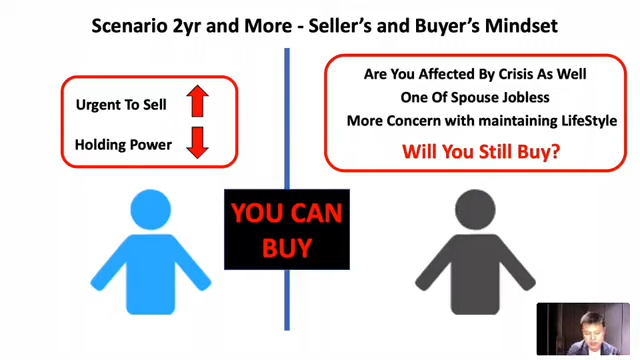 Scenario 2yr and More - Seller's and Buyer's Mindset
Urgent To Sell
Holding Power
Are You Affected By Crisis As Well
One Of Spouse Jobless
More Concern with maintaining LifeStyle
Will You Still Buy?
YOU CAN
BUY